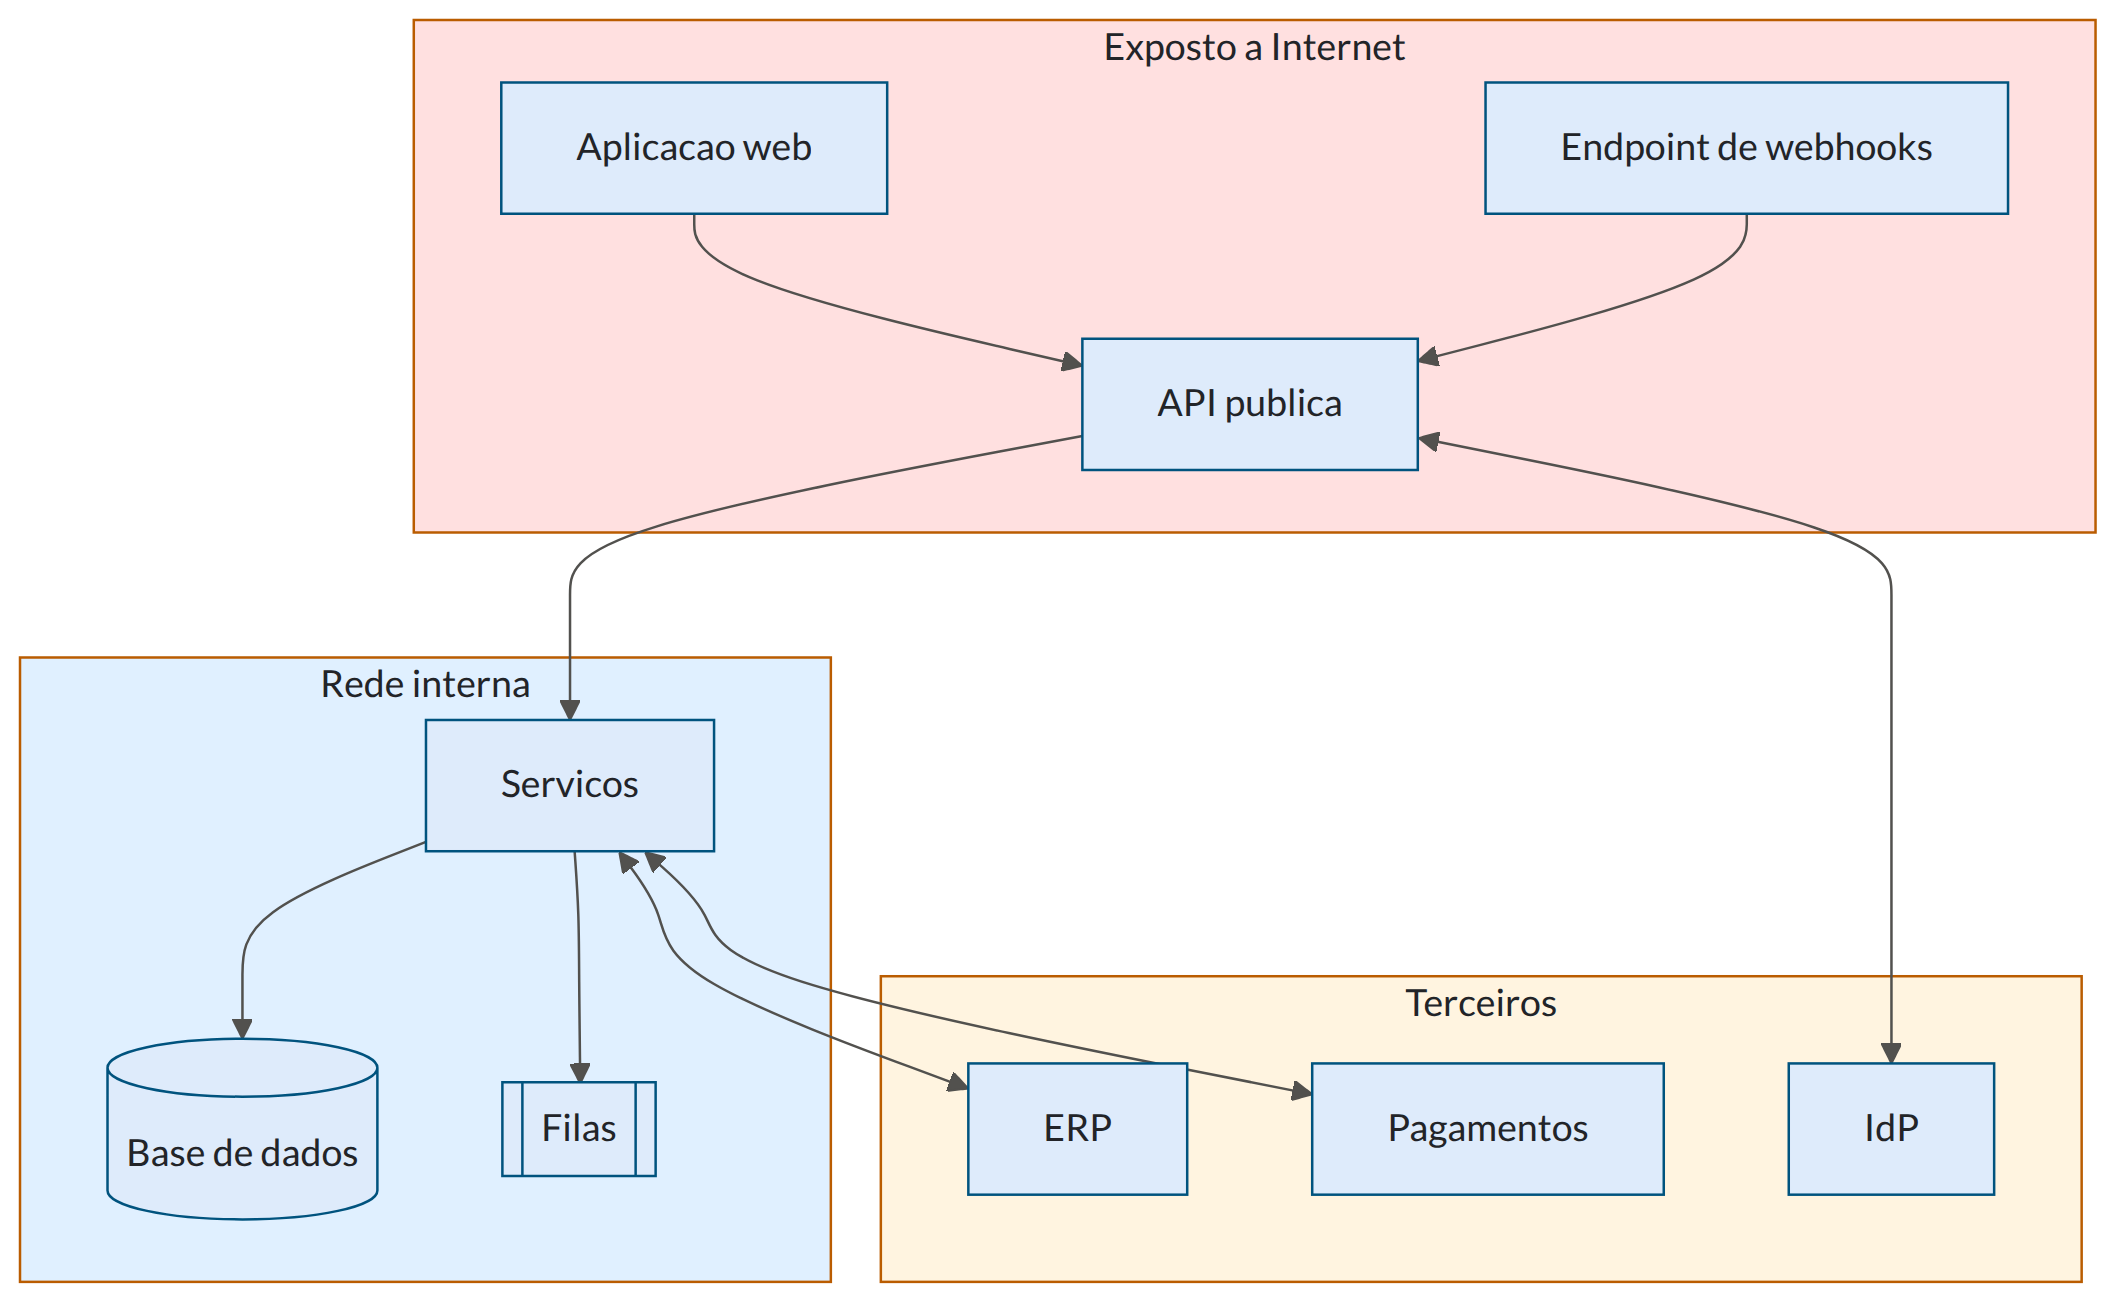 Exposto a Internet
Aplicacao web
Endpoint de webhooks
API publica
Rede interna
Servicos
Base de dados
Filas
Terceiros
ERP
Pagamentos
IdP